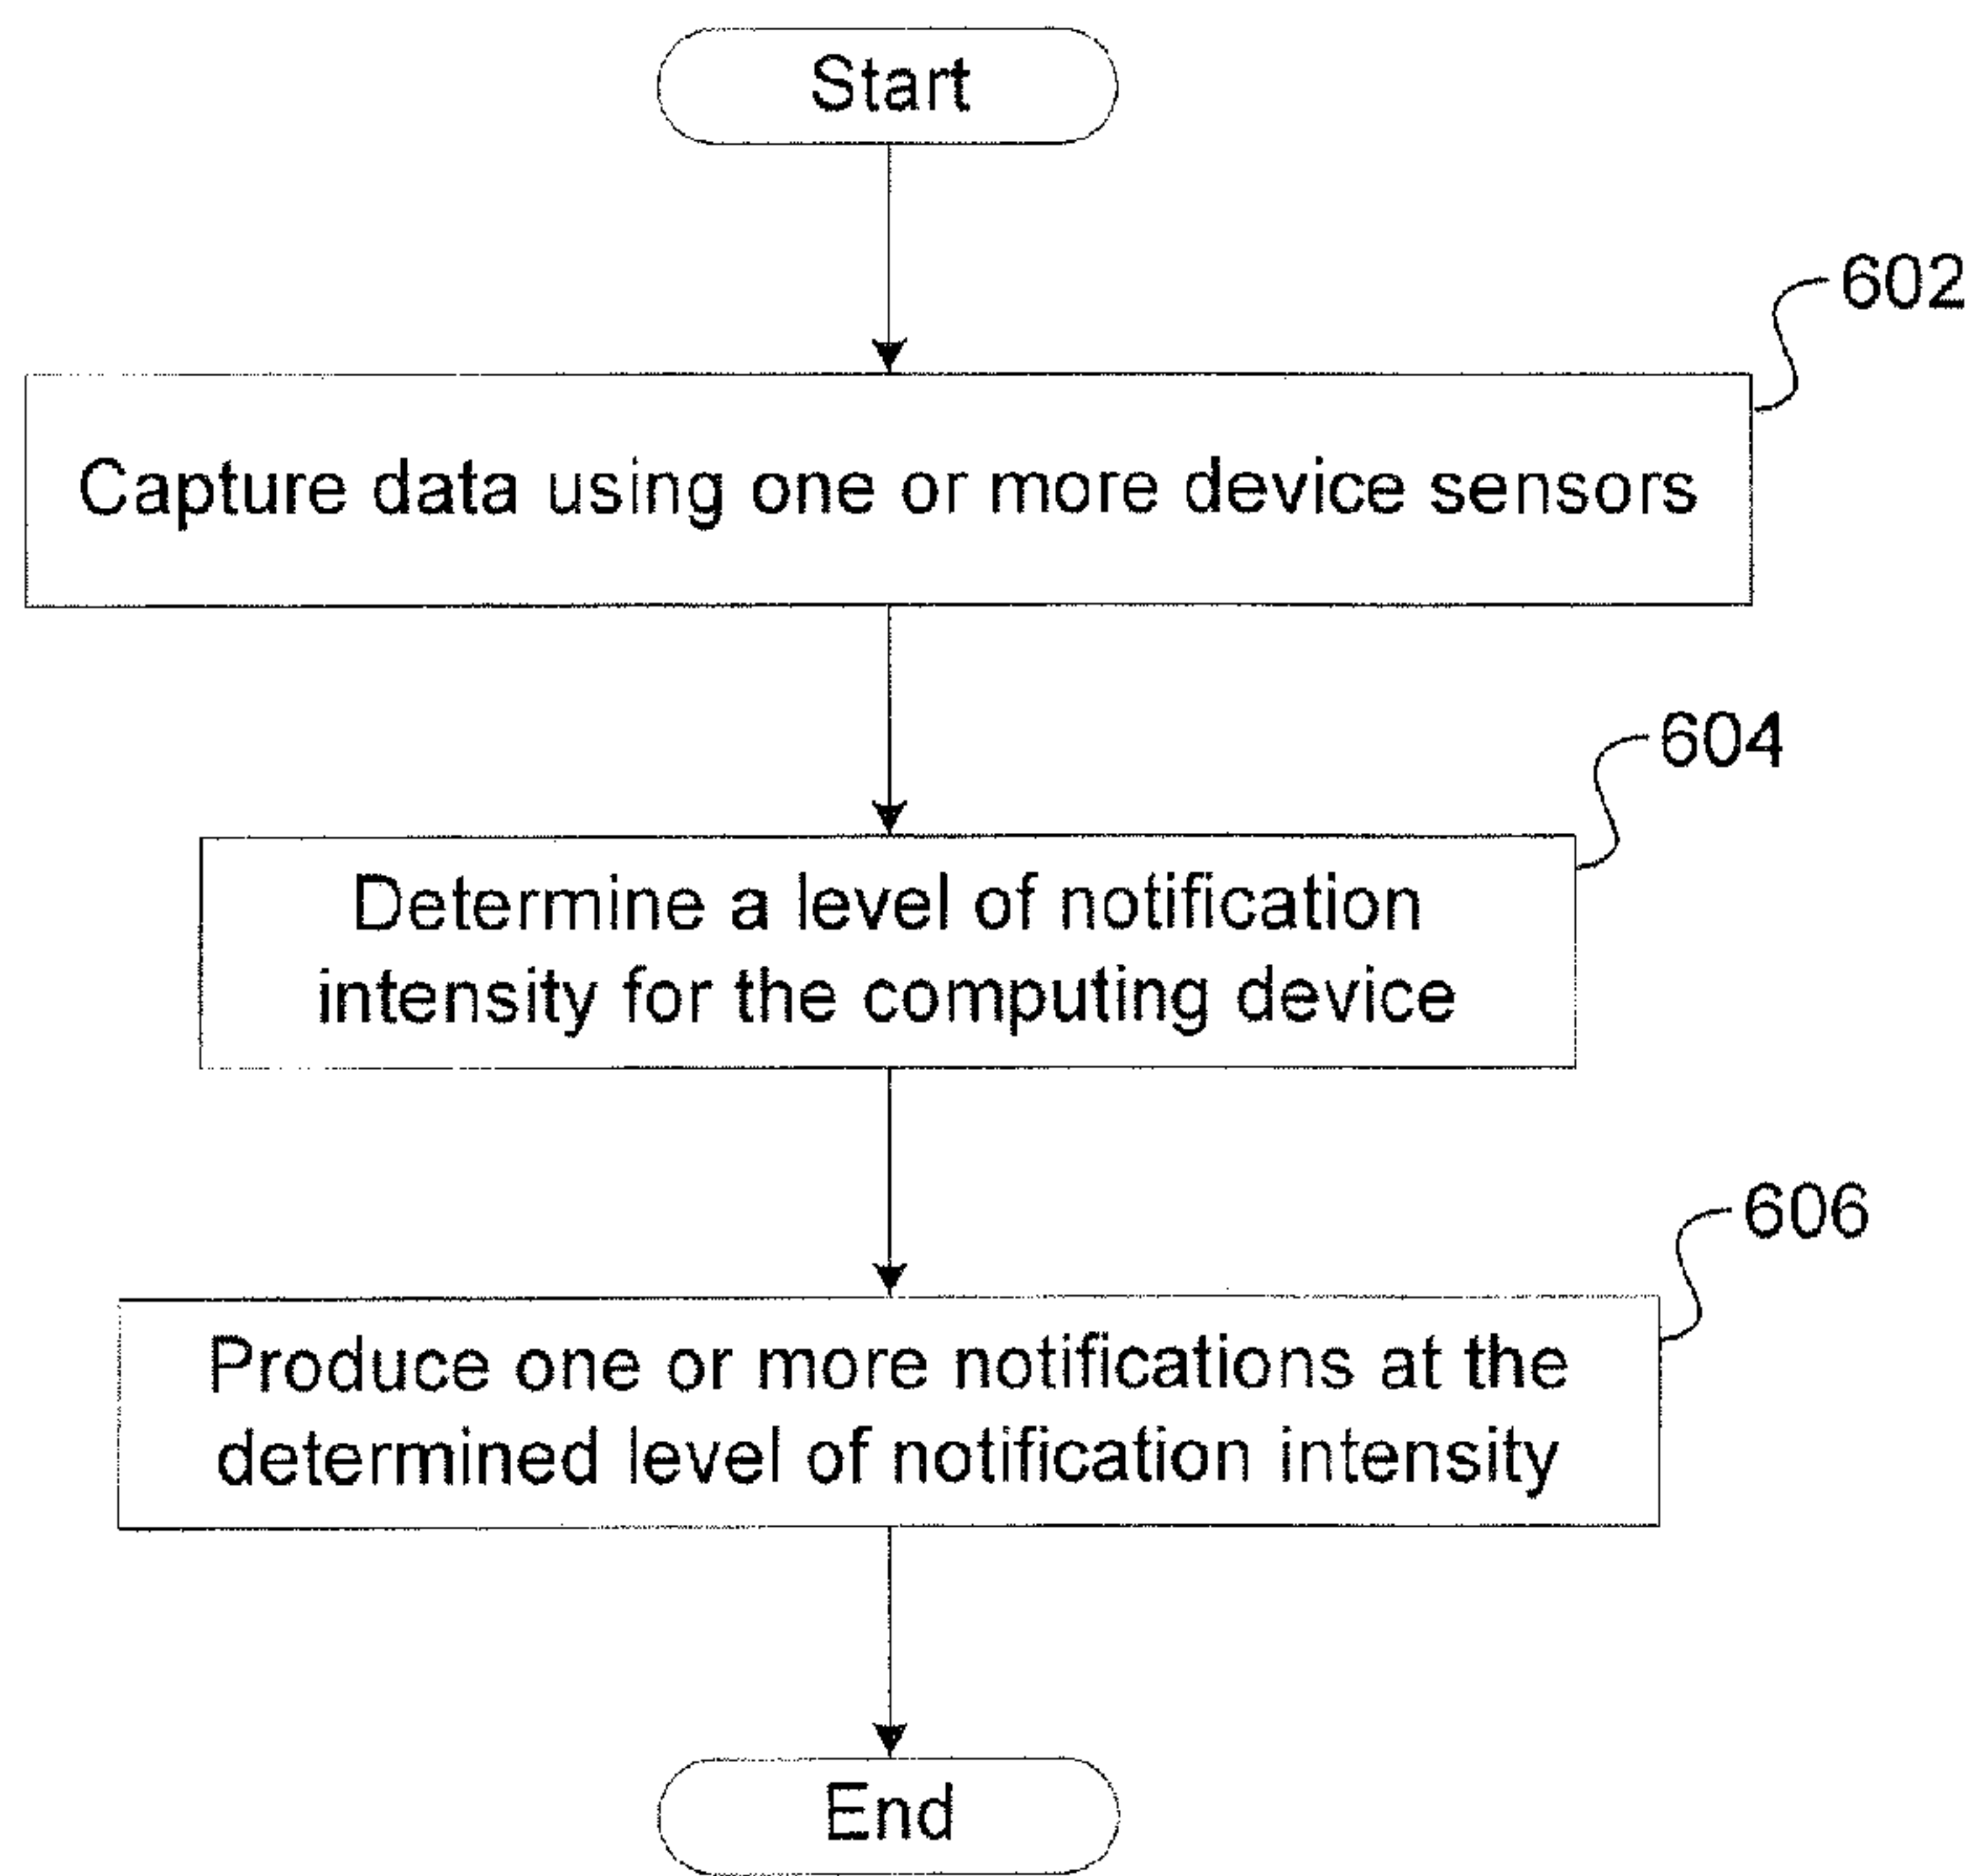 Start
602
Capture data using one or more device sensors
604
Determine a level of notification
intensity for the computing device
606
Produce one or more notifications at the
determined level of notification intensity
End